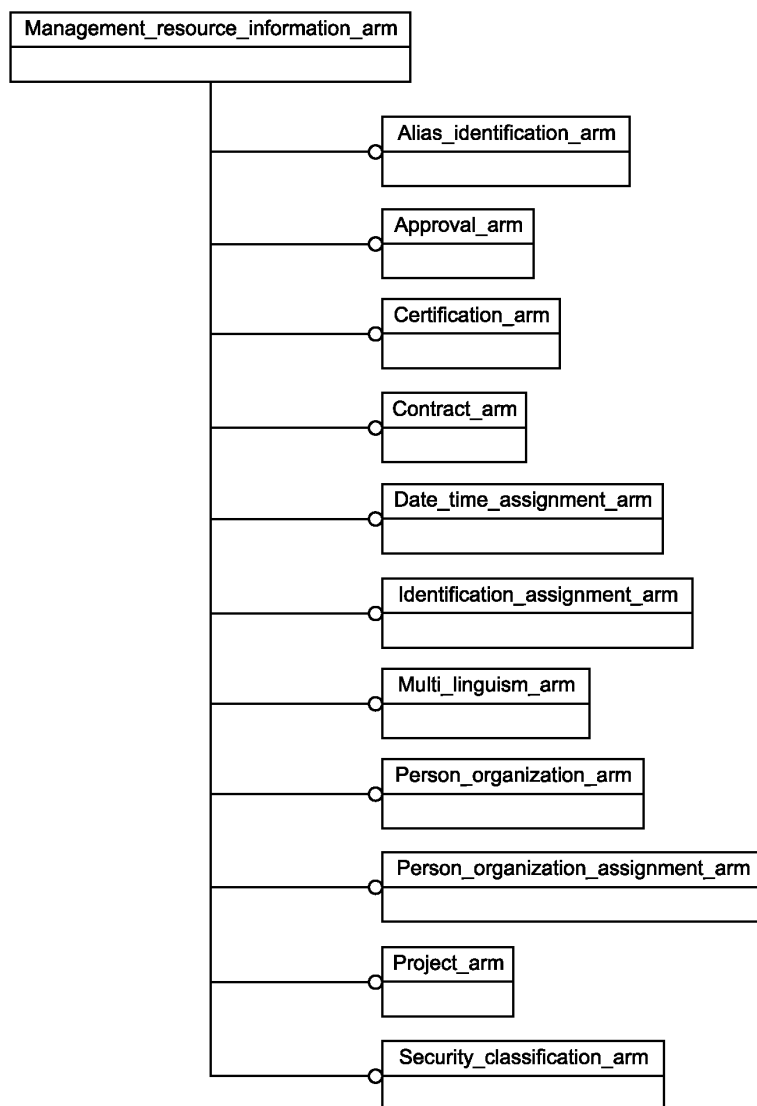 Management_resource_information_arm
Alias_identification_arm
Approval_arm
Certification_arm
Contract_arm
Date_time_assignment_arm
Identification_assignment_arm
Multi_linguism_arm
Person_organization_arm
Person_organization_assignment_arm
Project_arm
Security_classification_arm